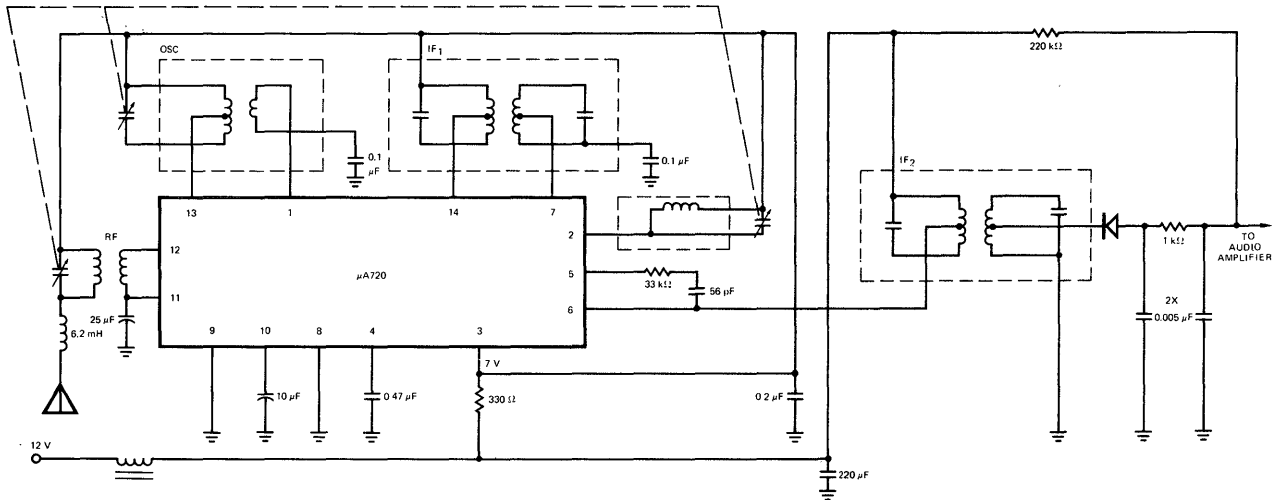 OSC
IF1
220 kΩ
0.1
µF
0.1 µF
IF2
13
1
14
7
RF
12
2
TO
AUDIO
AMPLIFIER
1 kΩ
µA720
5
33 kΩ
11
56 pF
25 µF
6
2X
0.005 µF
6.2 mH
9
10
8
4
3
7 V
10 µF
0 47 µF
330 Ω
0 2 µF
12 V
220 µF